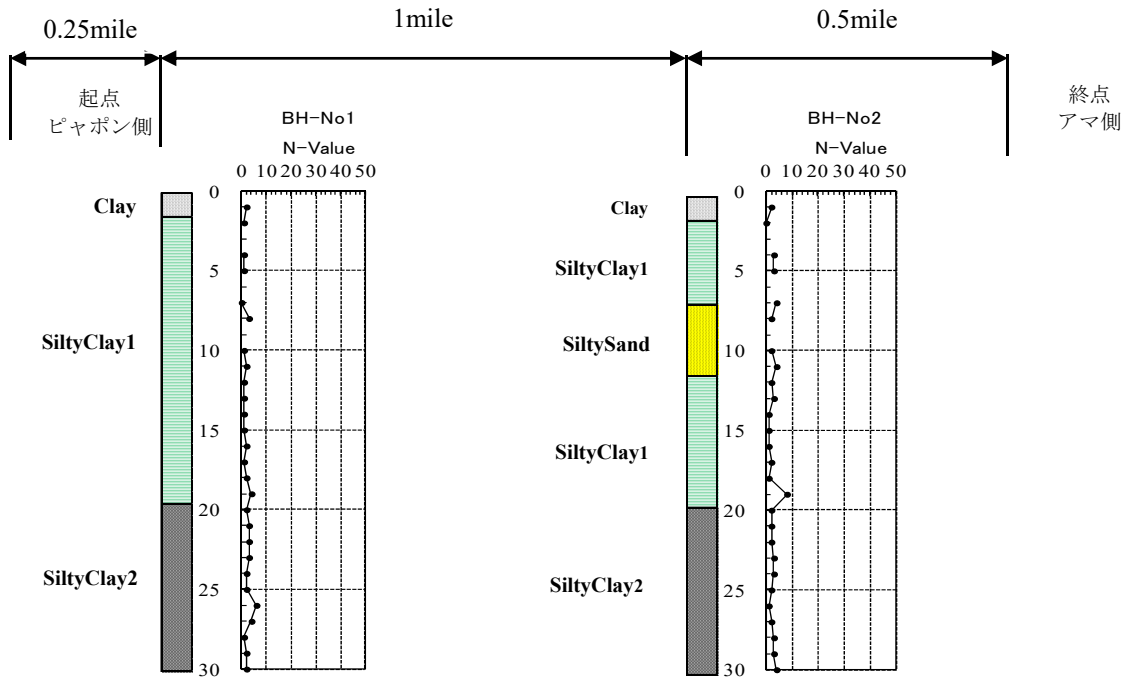 0.25mile
1mile
0.5mile
起点
ピャポン側
終点
アマ側
BH-No1
N-Value
0 10 20 30 40 50
0
5
10
15
20
25
30
Clay
SiltyClay1
SiltyClay2
BH-No2
N-Value
0 10 20 30 40 50
0
5
10
15
20
25
30
Clay
SiltyClay1
SiltySand
SiltyClay1
SiltyClay2